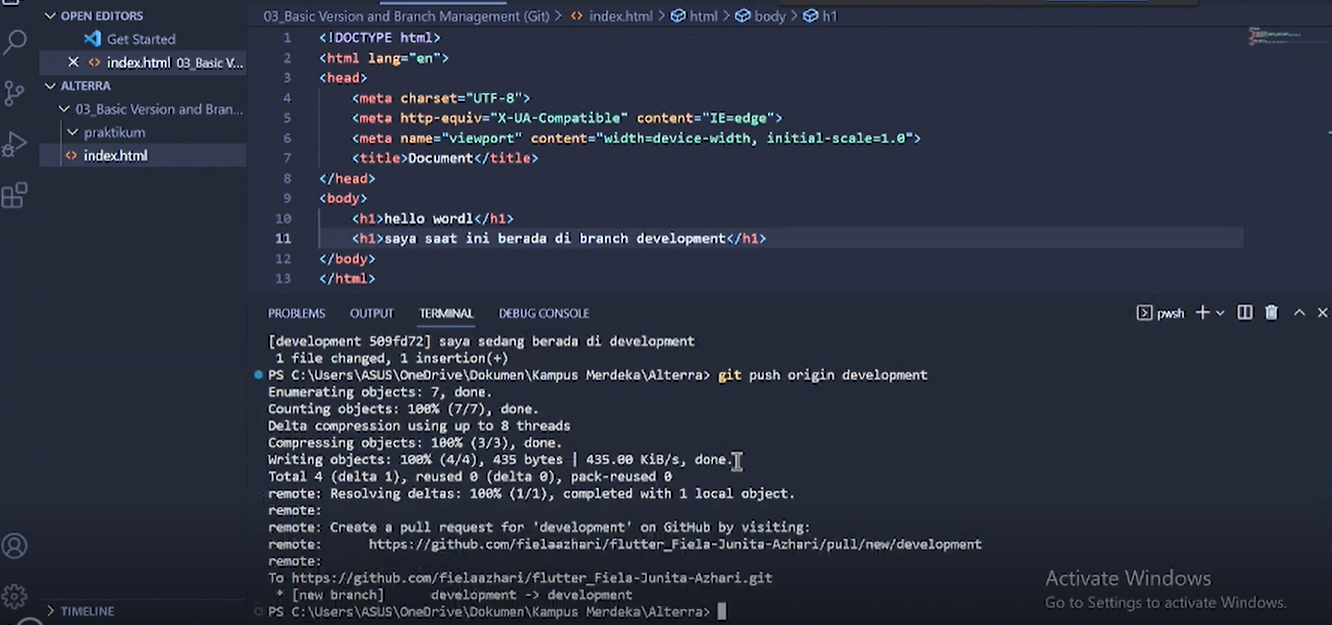 OPEN EDITORS
Get Started
index.html 03_Basic V...
ALTERRA
03_Basic Version and Bran...
praktikum
index.html
TIMELINE
03_Basic Version and Branch Management (Git) > index.html > html > body > h1
1 <!DOCTYPE html>
2 <html lang="en">
3 <head>
4 <meta charset="UTF-8">
5 <meta http-equiv="X-UA-Compatible" content="IE=edge">
6 <meta name="viewport" content="width=device-width, initial-scale=1.0">
7 <title>Document</title>
8 </head>
9 <body>
10 <h1>hello wordl</h1>
11 <h1>saya saat ini berada di branch development</h1>
12 </body>
13 </html>
PROBLEMS OUTPUT TERMINAL DEBUG CONSOLE pwsh
[development 509fd72] saya sedang berada di development
1 file changed, 1 insertion(+)
PS C:\Users\ASUS\OneDrive\Dokumen\Kampus Merdeka\Alterra> git push origin development
Enumerating objects: 7, done.
Counting objects: 100% (7/7), done.
Delta compression using up to 8 threads
Compressing objects: 100% (3/3), done.
Writing objects: 100% (4/4), 435 bytes | 435.00 KiB/s, done.
Total 4 (delta 1), reused 0 (delta 0), pack-reused 0
remote: Resolving deltas: 100% (1/1), completed with 1 local object.
remote:
remote: Create a pull request for 'development' on GitHub by visiting:
remote: https://github.com/fielaazhari/flutter_Fiela-Junita-Azhari/pull/new/development
remote:
To https://github.com/fielaazhari/flutter_Fiela-Junita-Azhari.git
* [new branch] development -> development
PS C:\Users\ASUS\OneDrive\Dokumen\Kampus Merdeka\Alterra>
Activate Windows
Go to Settings to activate Windows.